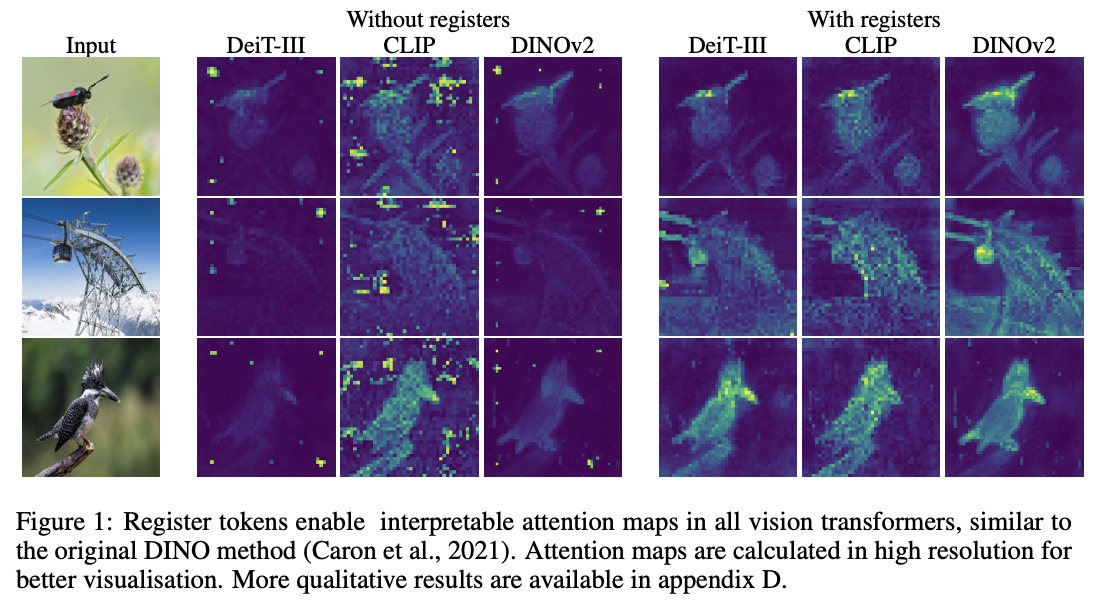 Without registers
With registers
Input
DeiT-III
CLIP
DINOv2
DeiT-III
CLIP
DINOv2
Figure 1: Register tokens enable interpretable attention maps in all vision transformers, similar to
the original DINO method (Caron et al., 2021). Attention maps are calculated in high resolution for
better visualisation. More qualitative results are available in appendix D.